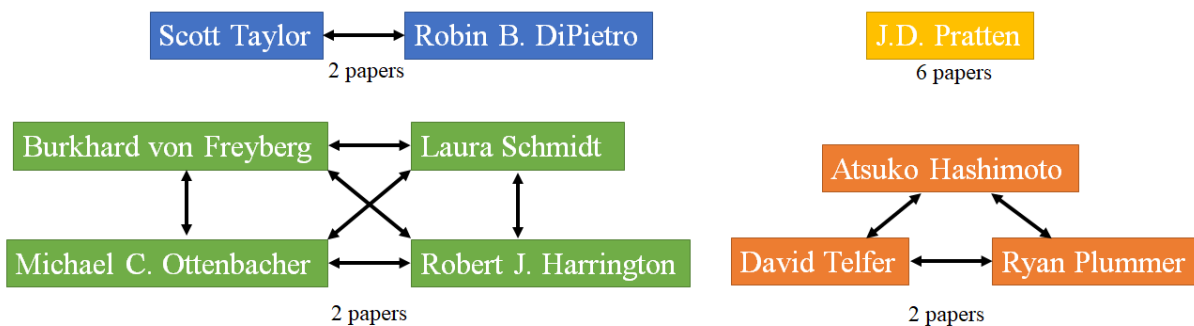 Scott Taylor
Robin B. DiPietro
2 papers
J.D. Pratten
6 papers
Burkhard von Freyberg
Laura Schmidt
Michael C. Ottenbacher
Robert J. Harrington
2 papers
Atsuko Hashimoto
David Telfer
Ryan Plummer
2 papers